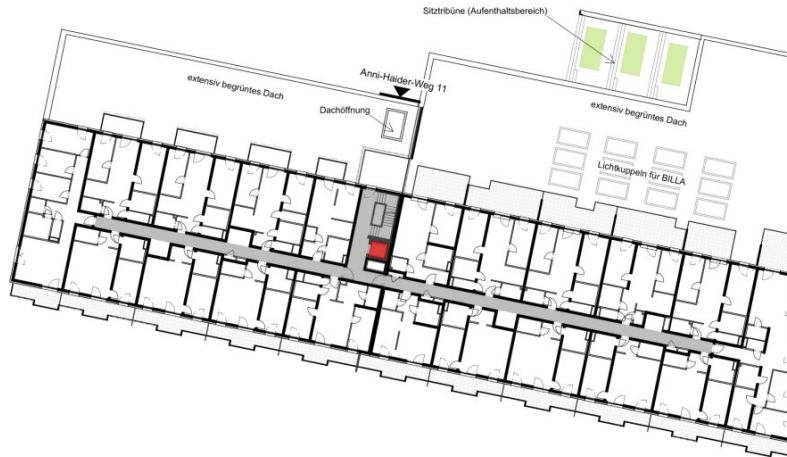 Sitztribüne (Aufenthaltsbereich)
extensiv begrüntes Dach
Anni-Haider-Weg 11
Dachöffnung
extensiv begrüntes Dach
Lichtkuppeln für BILLA